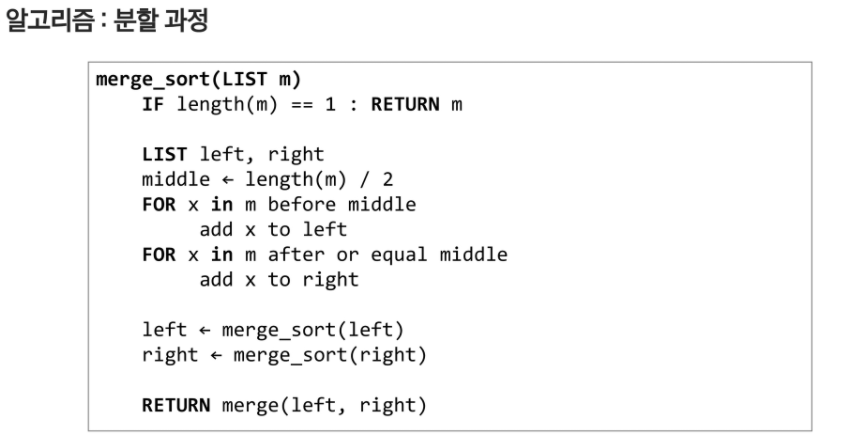 알고리즘 : 분할 과정
merge_sort(LIST m)
IF length(m) == 1 : RETURN m
LIST left, right
middle ← length(m) / 2
FOR x in m before middle
add x to left
FOR x in m after or equal middle
add x to right
left ← merge_sort(left)
right ← merge_sort(right)
RETURN merge(left, right)